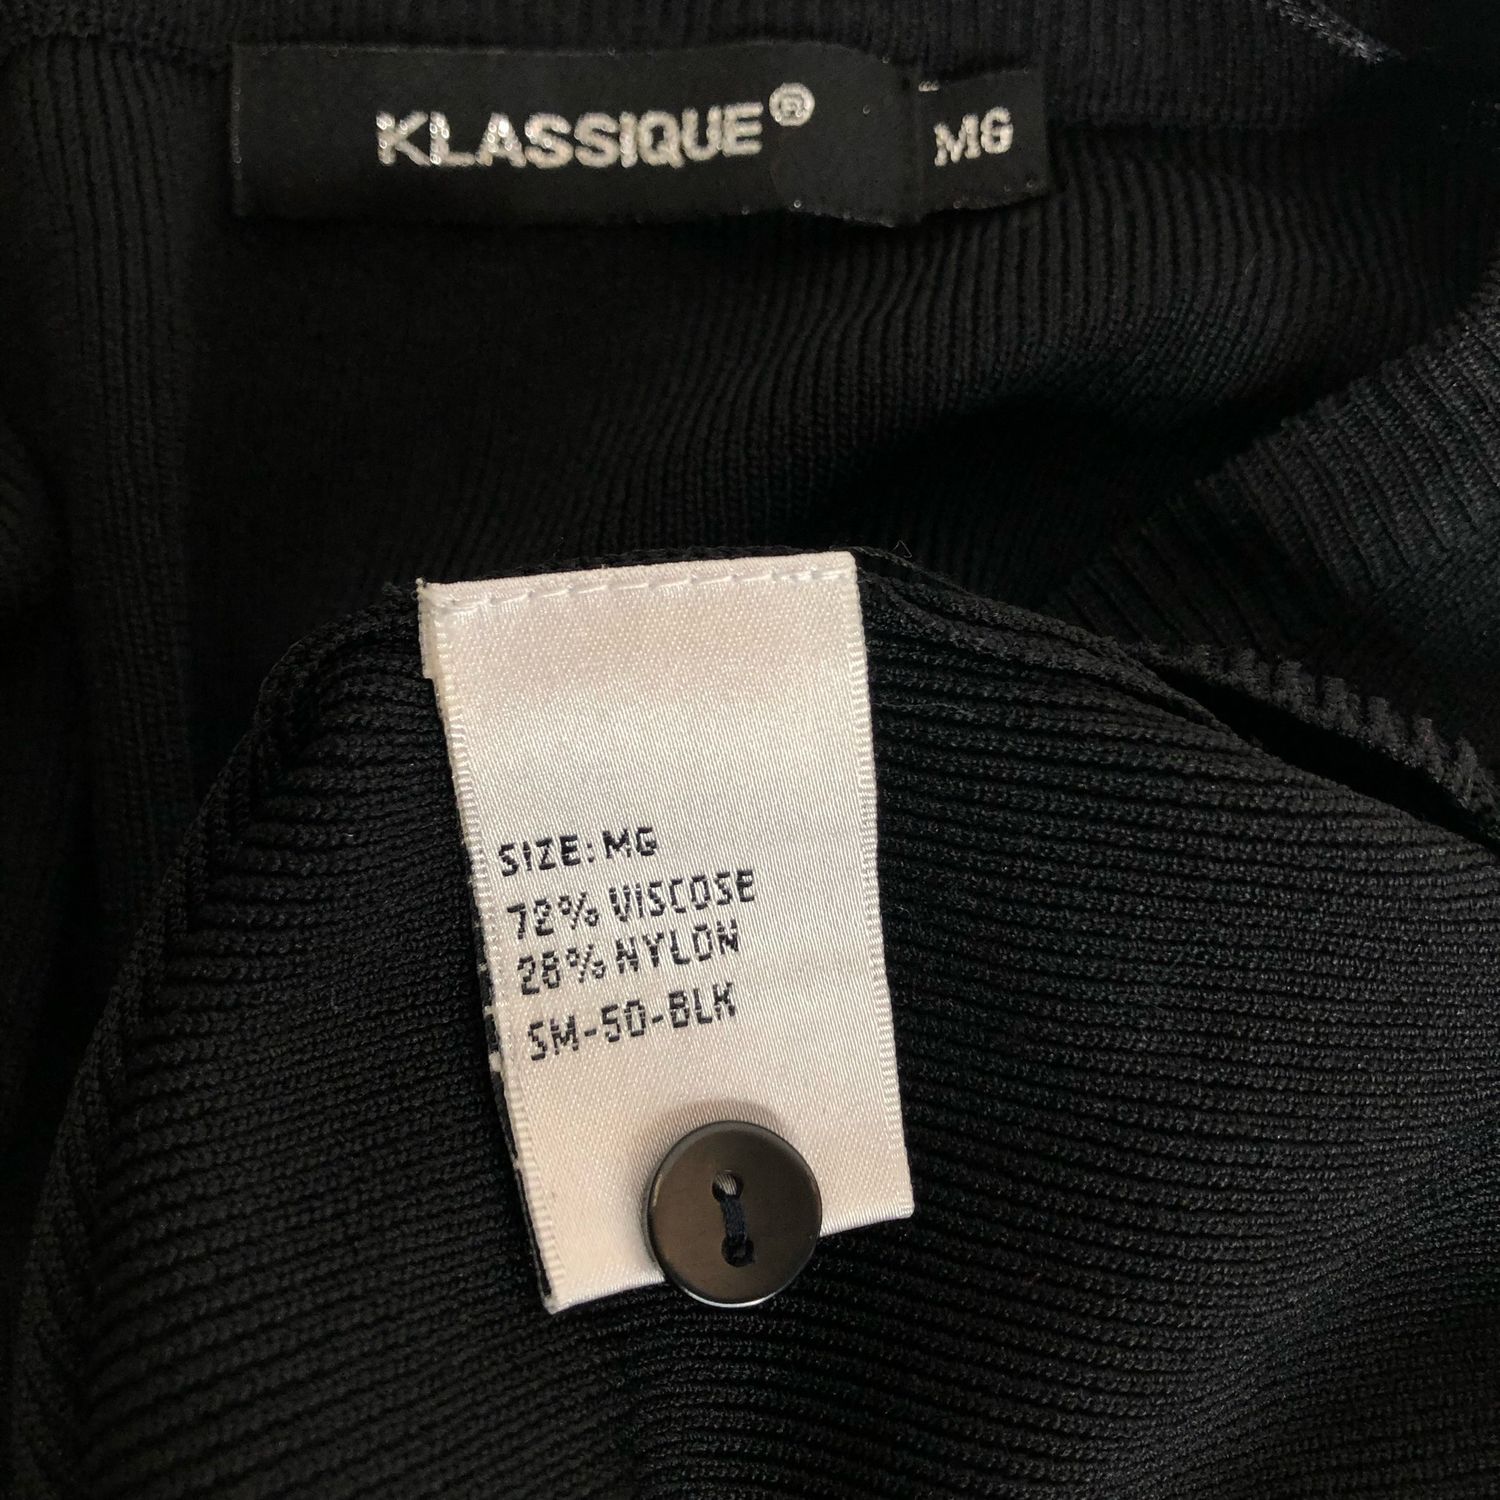 KLASSIQUE®
MG
SIZE: MG
72% VISCOSE
28% NYLON
SM-50-BLK